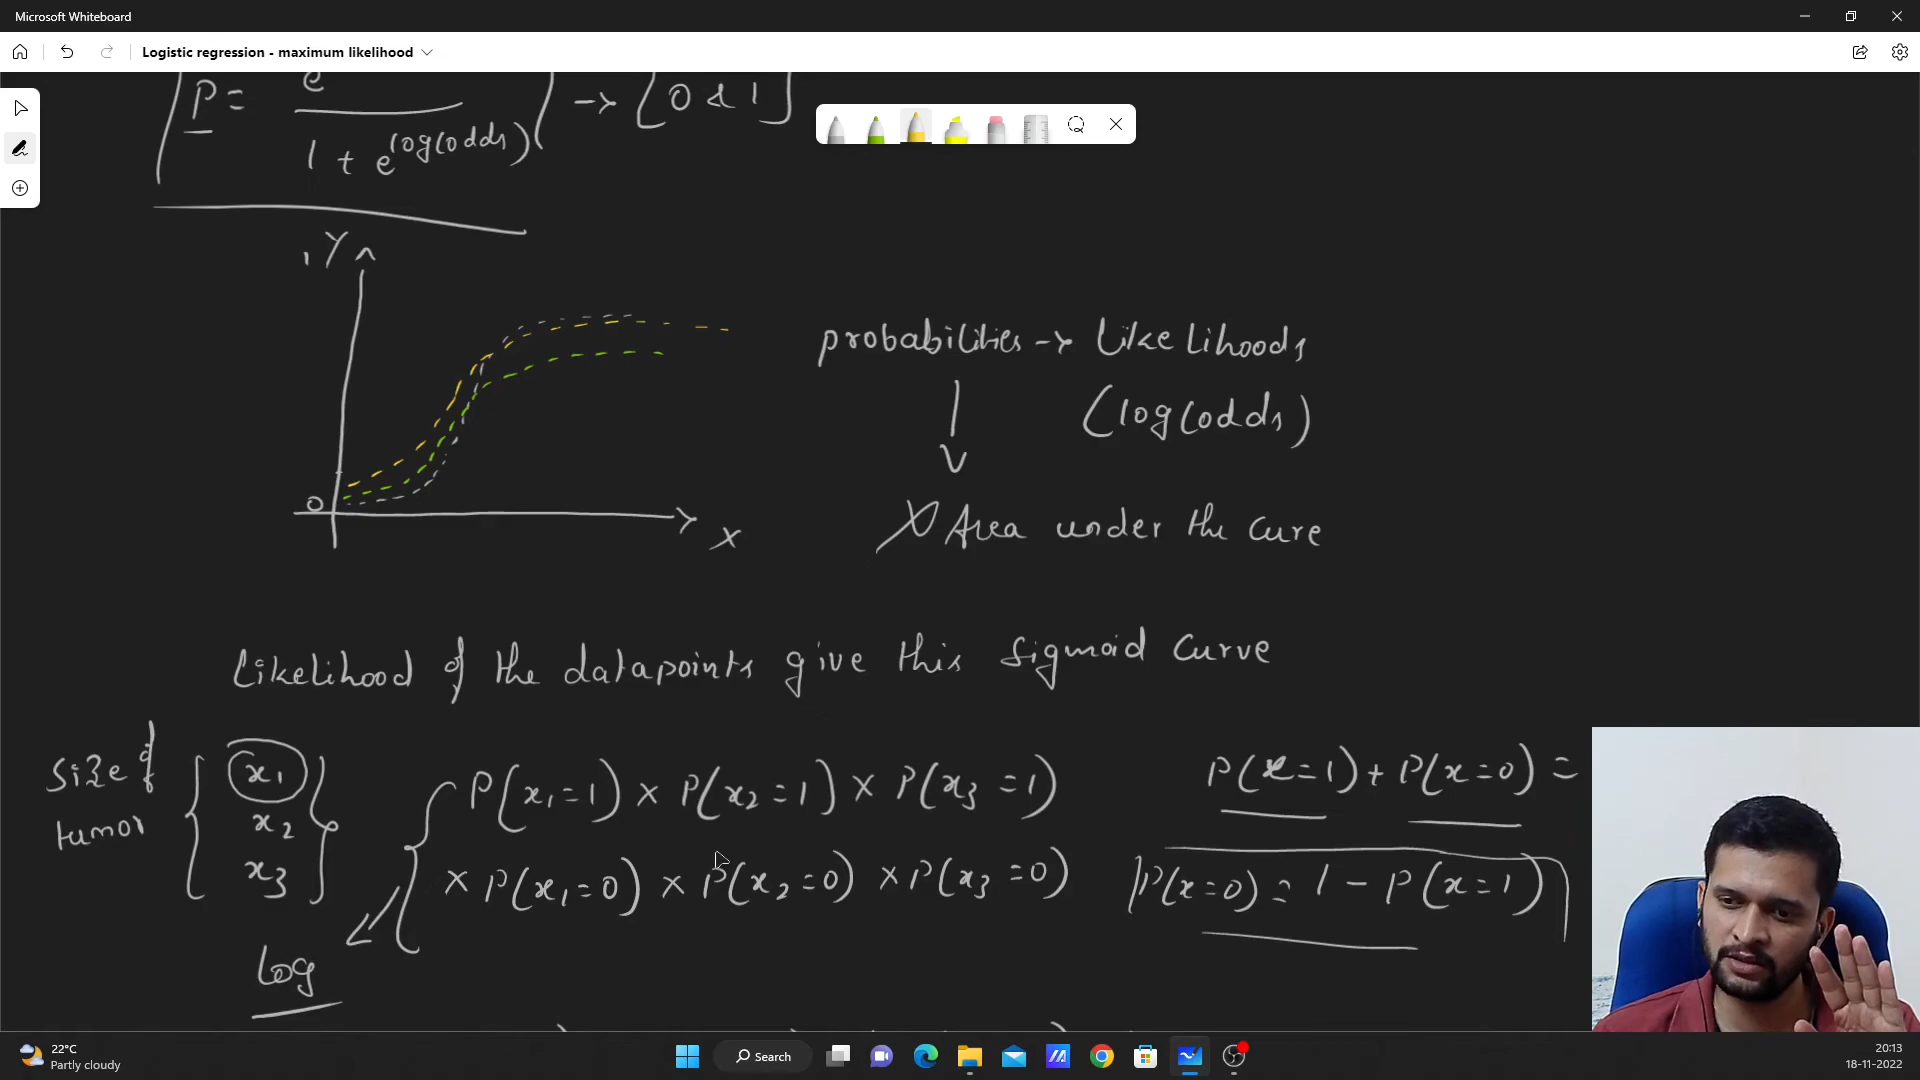 Microsoft Whiteboard
Logistic regression - maximum likelihood
P = e
1 + e^log(odds) → [0 & 1]
Y
0
X
probabilities → Likelihoods
(log(odds)
X Area under the cure
Likelihood of the datapoints give this Sigmoid Curve
Size of tumor
x₁
x₂
x₃
P(x₁=1) × P(x₂=1) × P(x₃=1)
× P(x₁=0) × P(x₂=0) × P(x₃=0)
log
P(x=1) + P(x=0) =
P(x=0) = 1 - P(x=1)
22°C
Partly cloudy
Search
20:13
18-11-2022